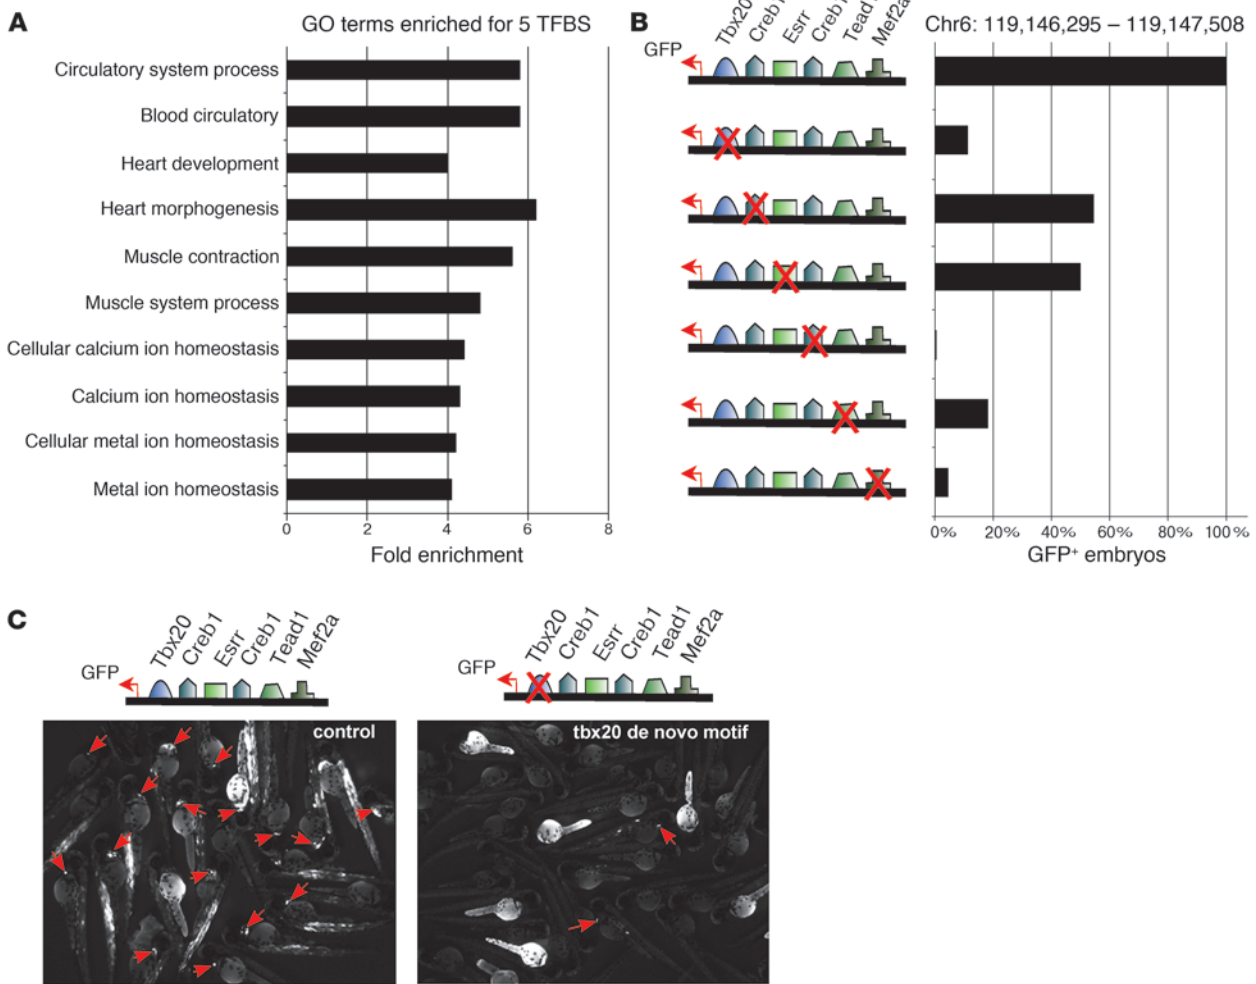 A
GO terms enriched for 5 TFBS
Circulatory system process
Blood circulatory
Heart development
Heart morphogenesis
Muscle contraction
Muscle system process
Cellular calcium ion homeostasis
Calcium ion homeostasis
Cellular metal ion homeostasis
Metal ion homeostasis
0 2 4 6 8
Fold enrichment
B
GFP
Tbx20
Esrr
Mef2a
Chr6: 119,146,295 – 119,147,508
0% 20% 40% 60% 80% 100%
GFP+ embryos
C
GFP
Tbx20
Creb1
Esrr
Creb1
Tead1
Mef2a
control
GFP
Tbx20
Creb1
Esrr
Creb1
Tead1
Mef2a
tbx20 de novo motif